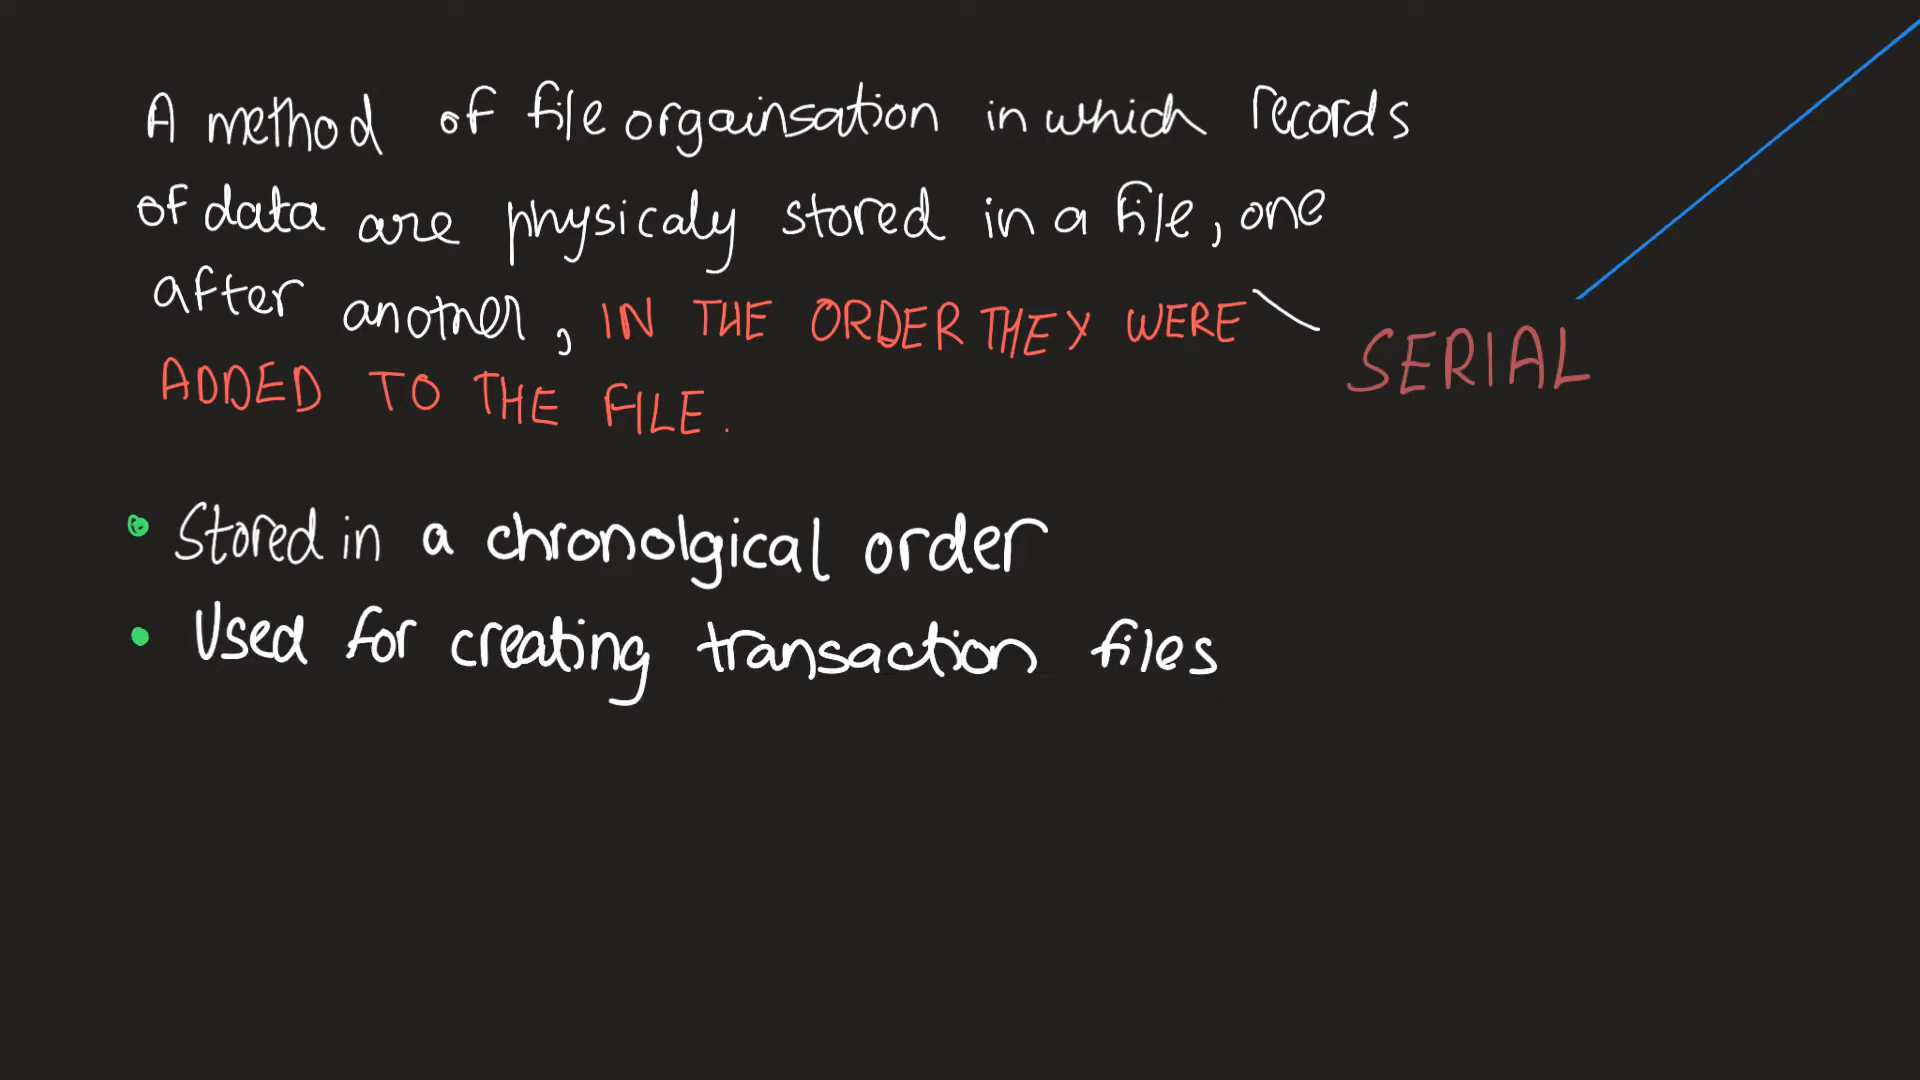 A method of file orgainsation in which records
of data are physicaly stored in a file, one
after another, IN THE ORDER THEY WERE
ADDED TO THE FILE.
SERIAL
• Stored in a chronolgical order
• Used for creating transaction files